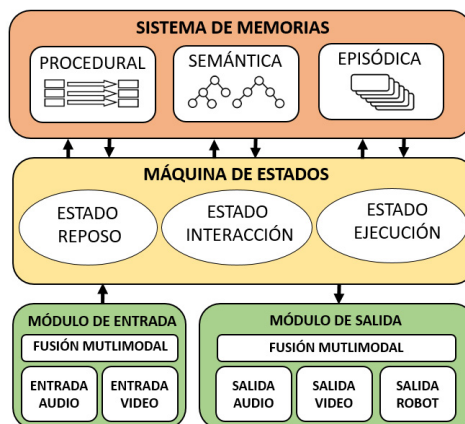 SISTEMA DE MEMORIAS
PROCEDURAL
SEMÁNTICA
EPISÓDICA
MÁQUINA DE ESTADOS
ESTADO
REPOSO
ESTADO
INTERACCIÓN
ESTADO
EJECUCIÓN
MÓDULO DE ENTRADA
FUSIÓN MUTLIMODAL
ENTRADA
AUDIO
ENTRADA
VIDEO
MÓDULO DE SALIDA
FUSIÓN MUTLIMODAL
SALIDA
AUDIO
SALIDA
VIDEO
SALIDA
ROBOT